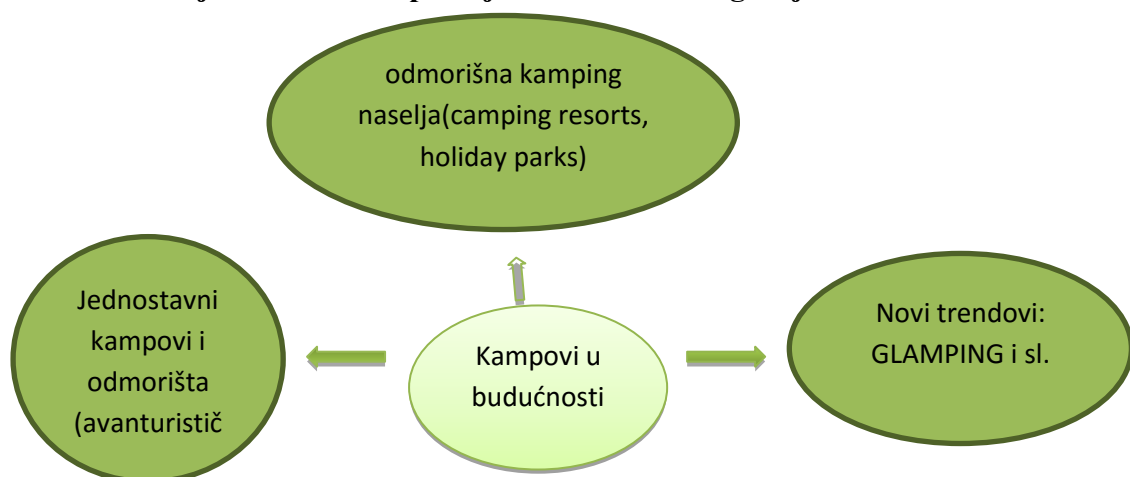 odmorišna kamping
naselja(camping resorts,
holiday parks)
Jednostavni
kampovi i
odmorišta
(avanturistič
Kampovi u
budućnosti
Novi trendovi:
GLAMPING i sl.